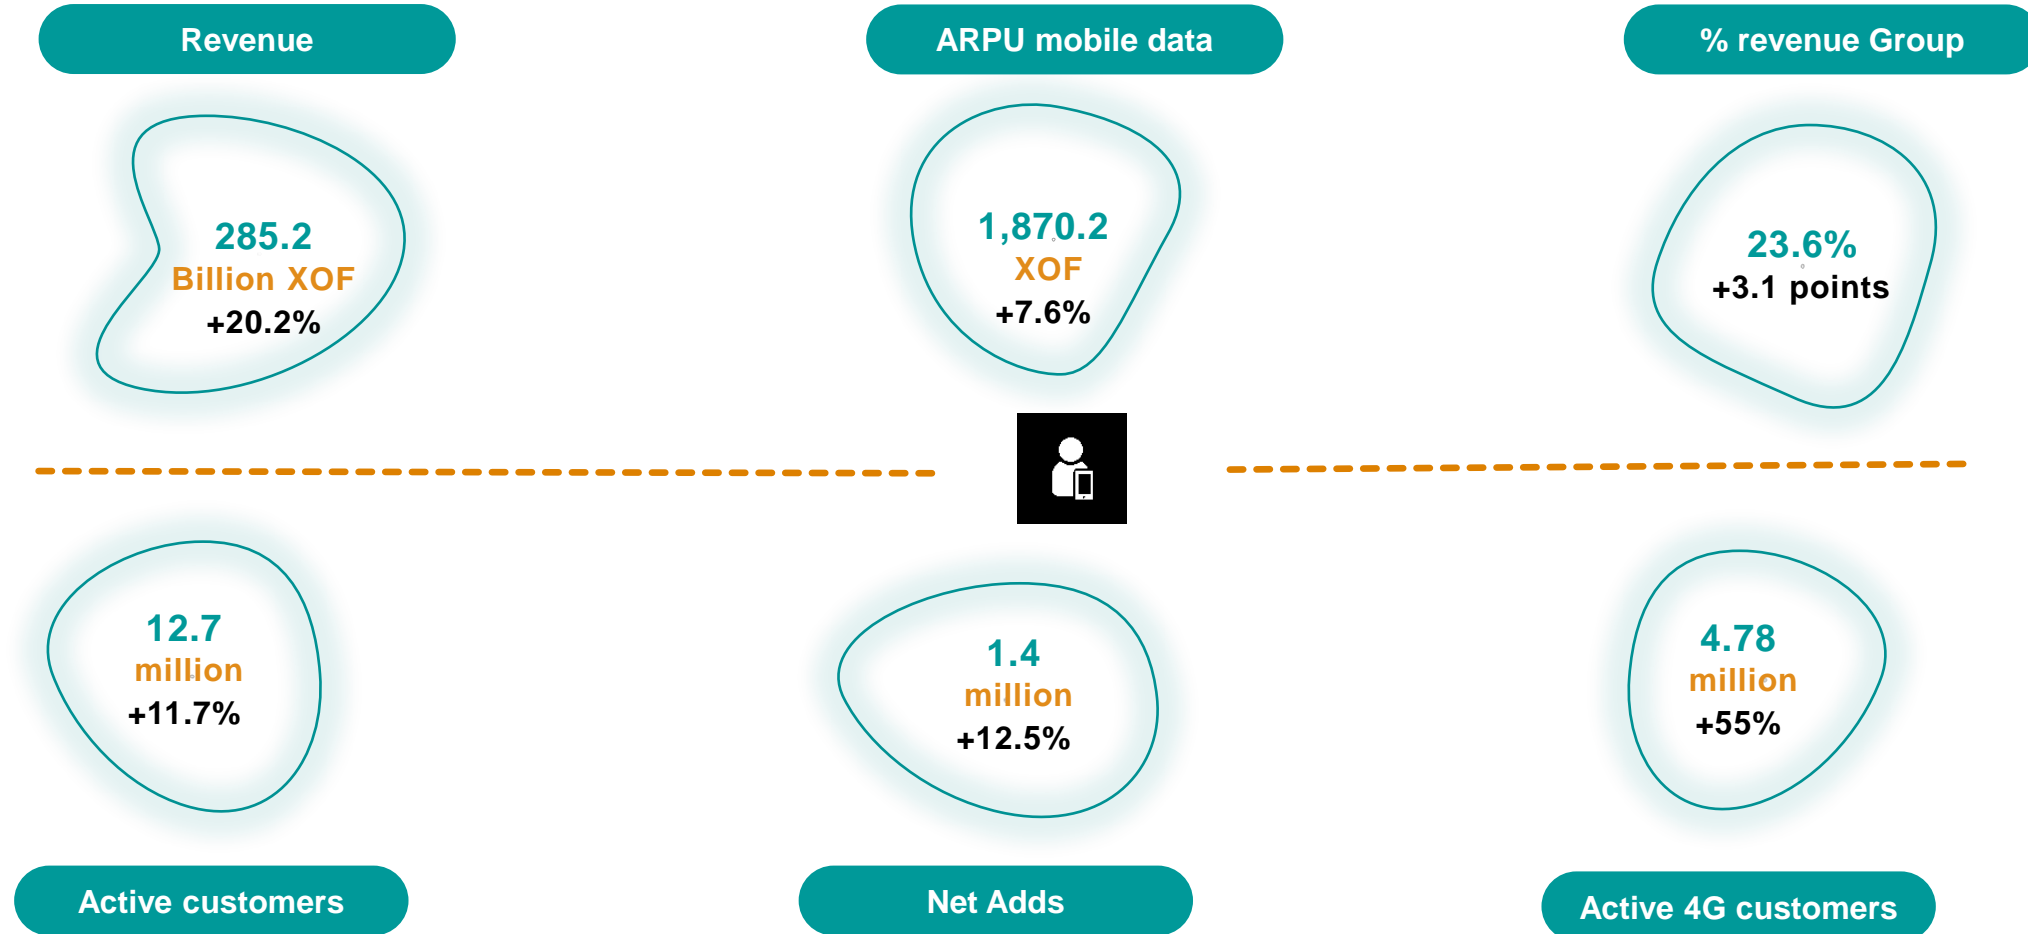 Revenue
ARPU mobile data
% revenue Group
285.2
Billion XOF
+20.2%
1,870.2
XOF
+7.6%
23.6%
+3.1 points
12.7
million
+11.7%
1.4
million
+12.5%
4.78
million
+55%
Active customers
Net Adds
Active 4G customers